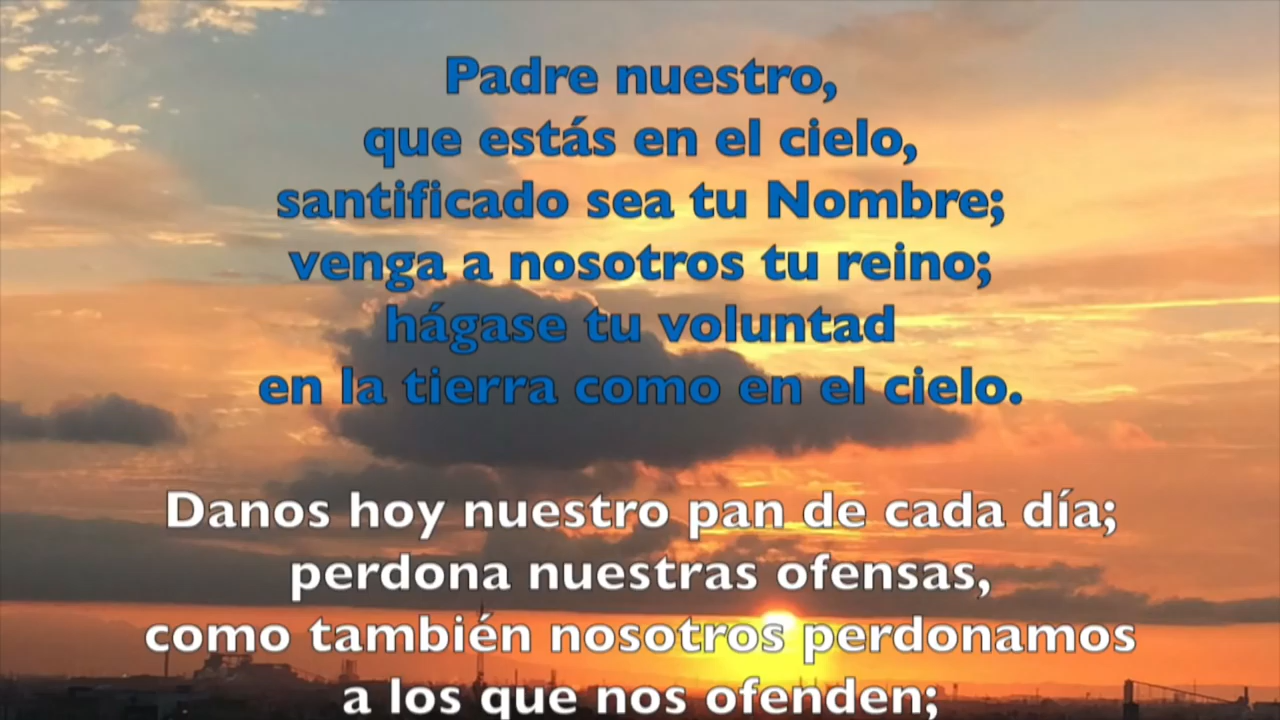 Padre nuestro,
que estás en el cielo,
santificado sea tu Nombre;
venga a nosotros tu reino;
hágase tu voluntad
en la tierra como en el cielo.
Danos hoy nuestro pan de cada día;
perdona nuestras ofensas,
como también nosotros perdonamos
a los que nos ofenden;